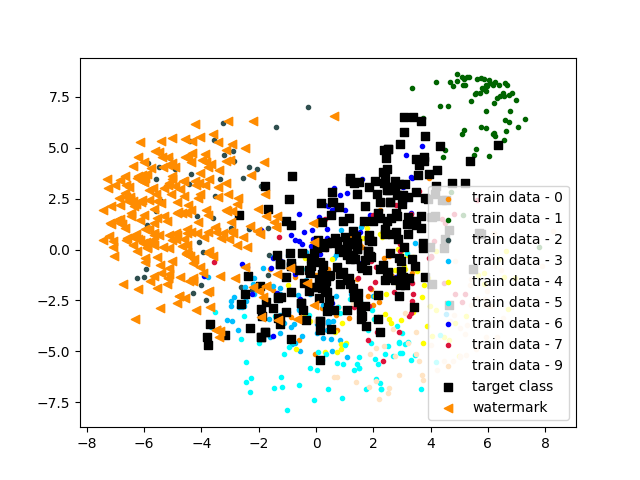 7.5
5.0
2.5
0.0
−2.5
−5.0
−7.5
−8 −6 −4 −2 0 2 4 6 8
train data - 0
train data - 1
train data - 2
train data - 3
train data - 4
train data - 5
train data - 6
train data - 7
train data - 9
target class
watermark